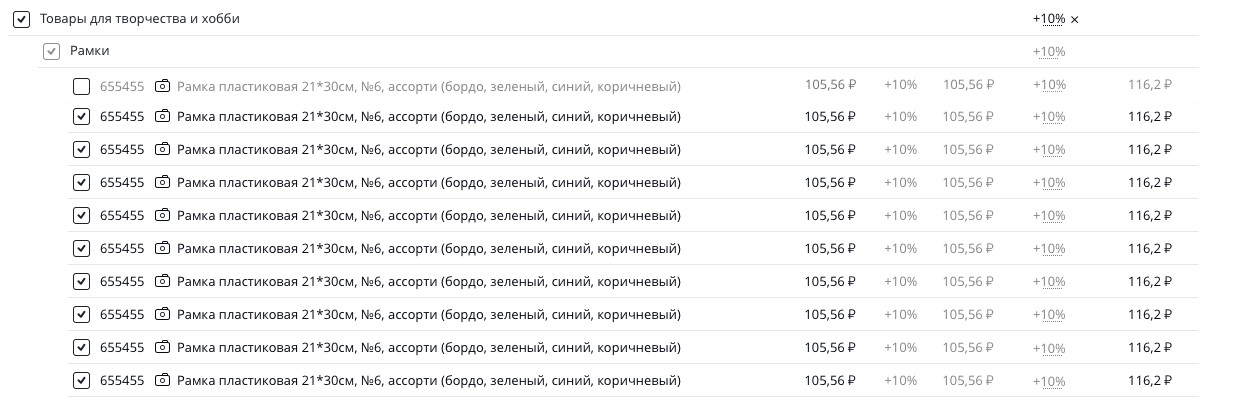 Товары для творчества и хобби +10% ×
Рамки +10%
655455 Рамка пластиковая 21*30см, №6, ассорти (бордо, зеленый, синий, коричневый) 105,56 ₽ +10% 105,56 ₽ +10% 116,2 ₽
655455 Рамка пластиковая 21*30см, №6, ассорти (бордо, зеленый, синий, коричневый) 105,56 ₽ +10% 105,56 ₽ +10% 116,2 ₽
655455 Рамка пластиковая 21*30см, №6, ассорти (бордо, зеленый, синий, коричневый) 105,56 ₽ +10% 105,56 ₽ +10% 116,2 ₽
655455 Рамка пластиковая 21*30см, №6, ассорти (бордо, зеленый, синий, коричневый) 105,56 ₽ +10% 105,56 ₽ +10% 116,2 ₽
655455 Рамка пластиковая 21*30см, №6, ассорти (бордо, зеленый, синий, коричневый) 105,56 ₽ +10% 105,56 ₽ +10% 116,2 ₽
655455 Рамка пластиковая 21*30см, №6, ассорти (бордо, зеленый, синий, коричневый) 105,56 ₽ +10% 105,56 ₽ +10% 116,2 ₽
655455 Рамка пластиковая 21*30см, №6, ассорти (бордо, зеленый, синий, коричневый) 105,56 ₽ +10% 105,56 ₽ +10% 116,2 ₽
655455 Рамка пластиковая 21*30см, №6, ассорти (бордо, зеленый, синий, коричневый) 105,56 ₽ +10% 105,56 ₽ +10% 116,2 ₽
655455 Рамка пластиковая 21*30см, №6, ассорти (бордо, зеленый, синий, коричневый) 105,56 ₽ +10% 105,56 ₽ +10% 116,2 ₽
655455 Рамка пластиковая 21*30см, №6, ассорти (бордо, зеленый, синий, коричневый) 105,56 ₽ +10% 105,56 ₽ +10% 116,2 ₽